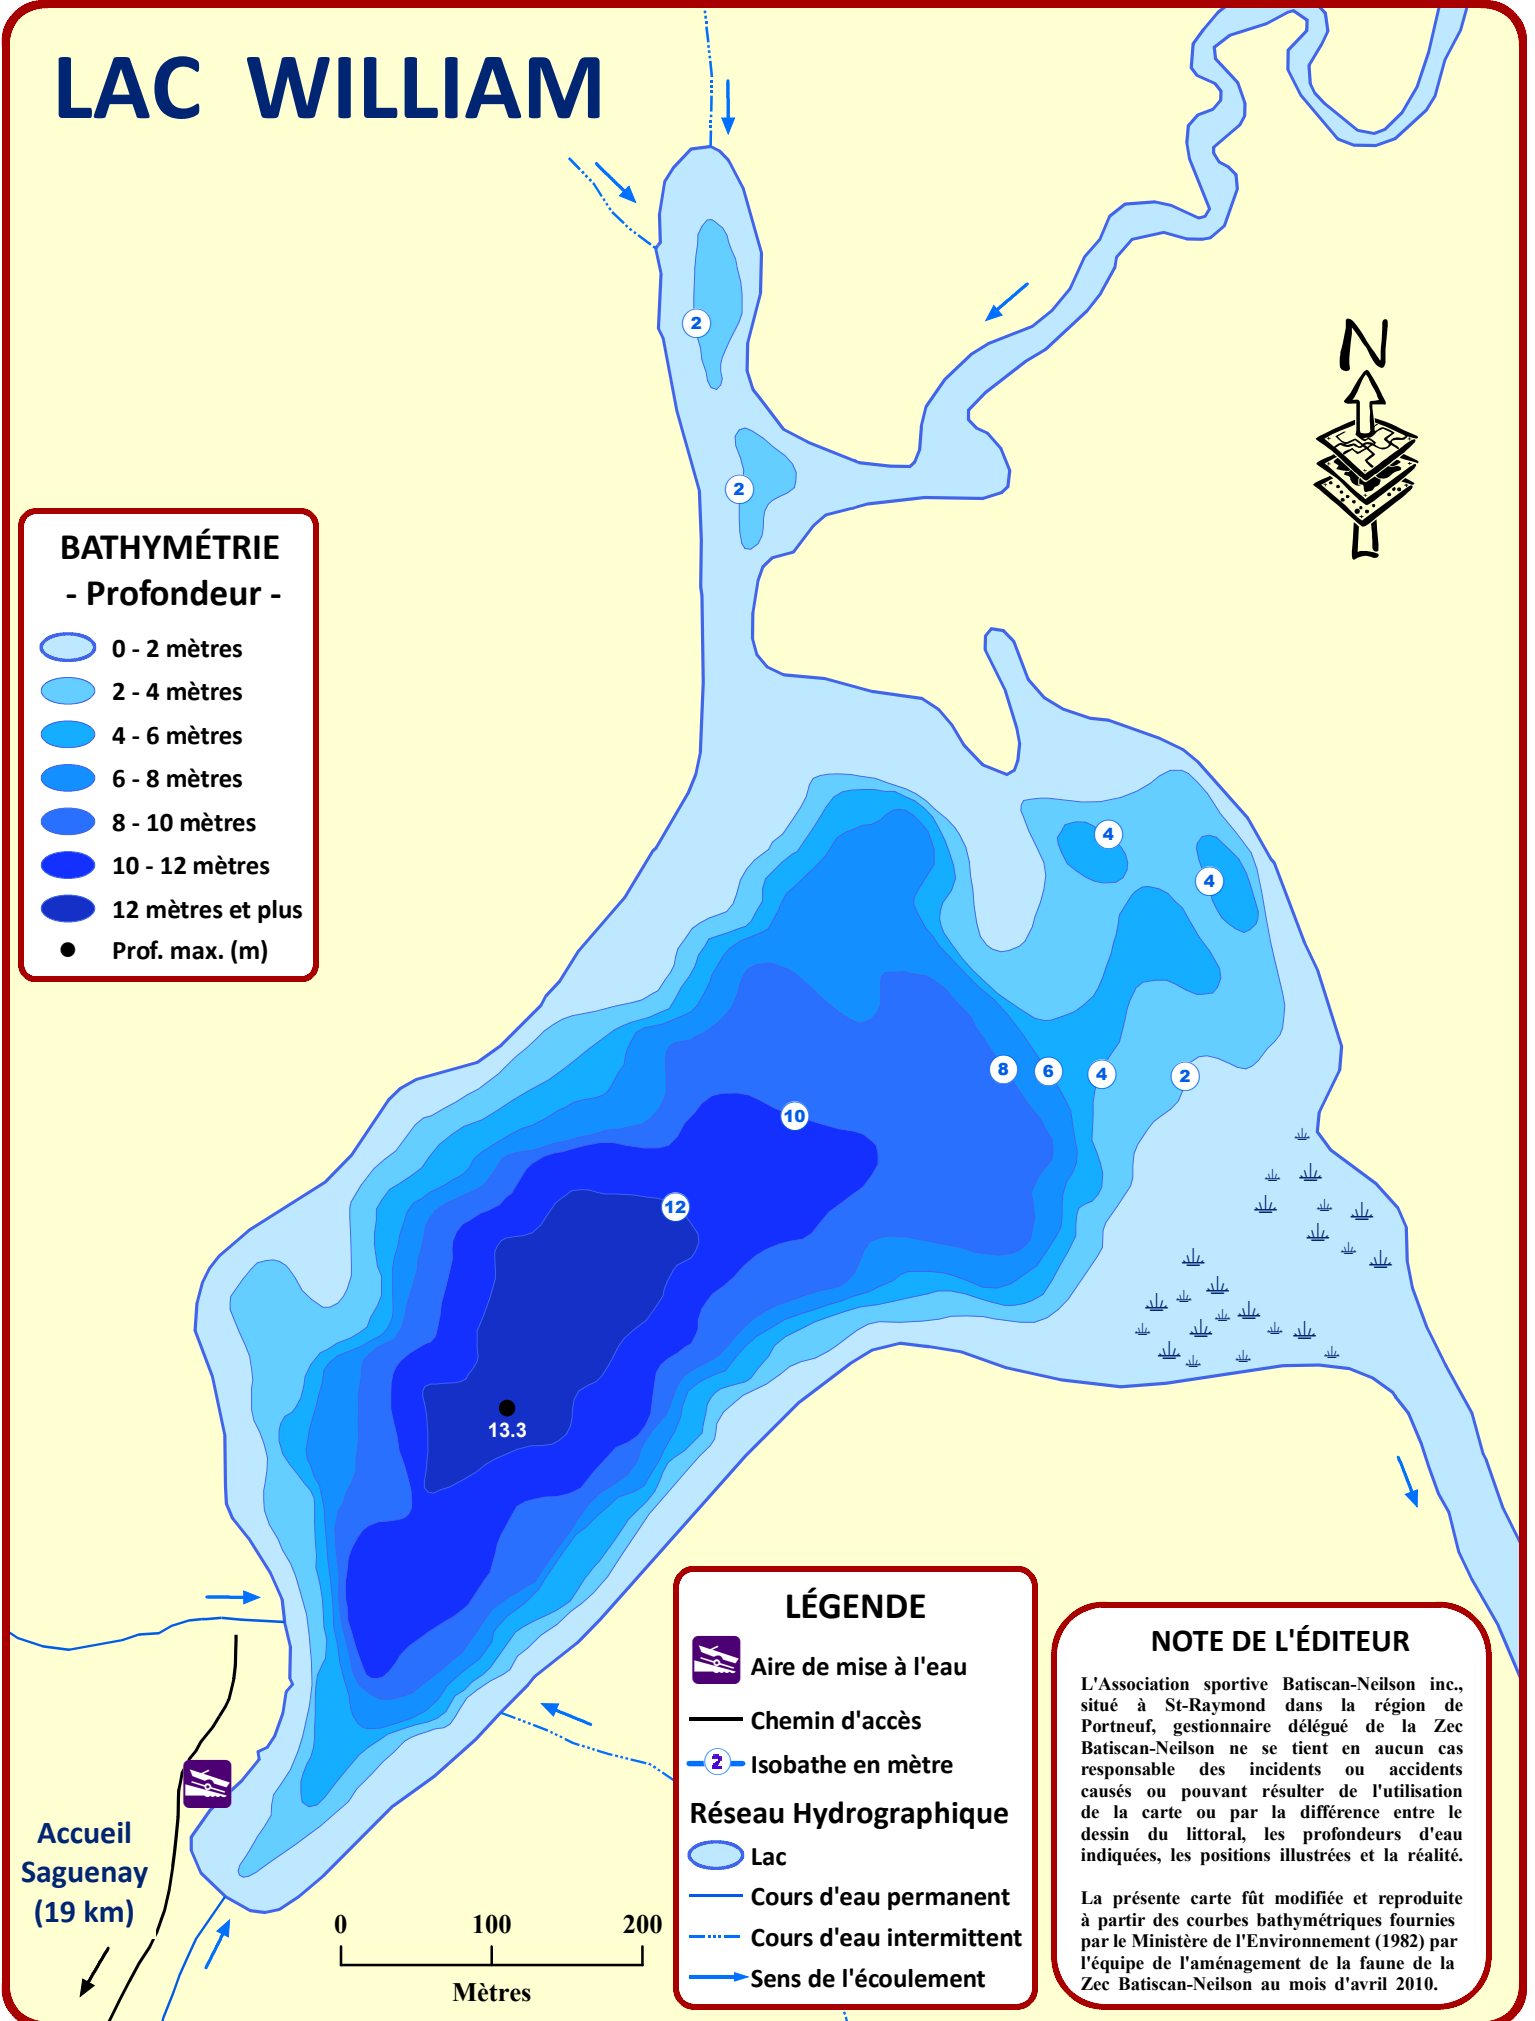 LAC WILLIAM
N
2
2
BATHYMÉTRIE
- Profondeur -
0 - 2 mètres
2 - 4 mètres
4 - 6 mètres
6 - 8 mètres
8 - 10 mètres
10 - 12 mètres
12 mètres et plus
Prof. max. (m)
4
4
8
6
4
2
10
12
13.3
Accueil
Saguenay
(19 km)
0 100 200
Mètres
LÉGENDE
Aire de mise à l'eau
Chemin d'accès
2 Isobathe en mètre
Réseau Hydrographique
Lac
Cours d'eau permanent
Cours d'eau intermittent
Sens de l'écoulement
NOTE DE L'ÉDITEUR
L'Association sportive Batiscan-Neilson inc.,
situé à St-Raymond dans la région de
Portneuf, gestionnaire délégué de la Zec
Batiscan-Neilson ne se tient en aucun cas
responsable des incidents ou accidents
causés ou pouvant résulter de l'utilisation
de la carte ou par la différence entre le
dessin du littoral, les profondeurs d'eau
indiquées, les positions illustrées et la réalité.
La présente carte fût modifiée et reproduite
à partir des courbes bathymétriques fournies
par le Ministère de l'Environnement (1982) par
l'équipe de l'aménagement de la faune de la
Zec Batiscan-Neilson au mois d'avril 2010.